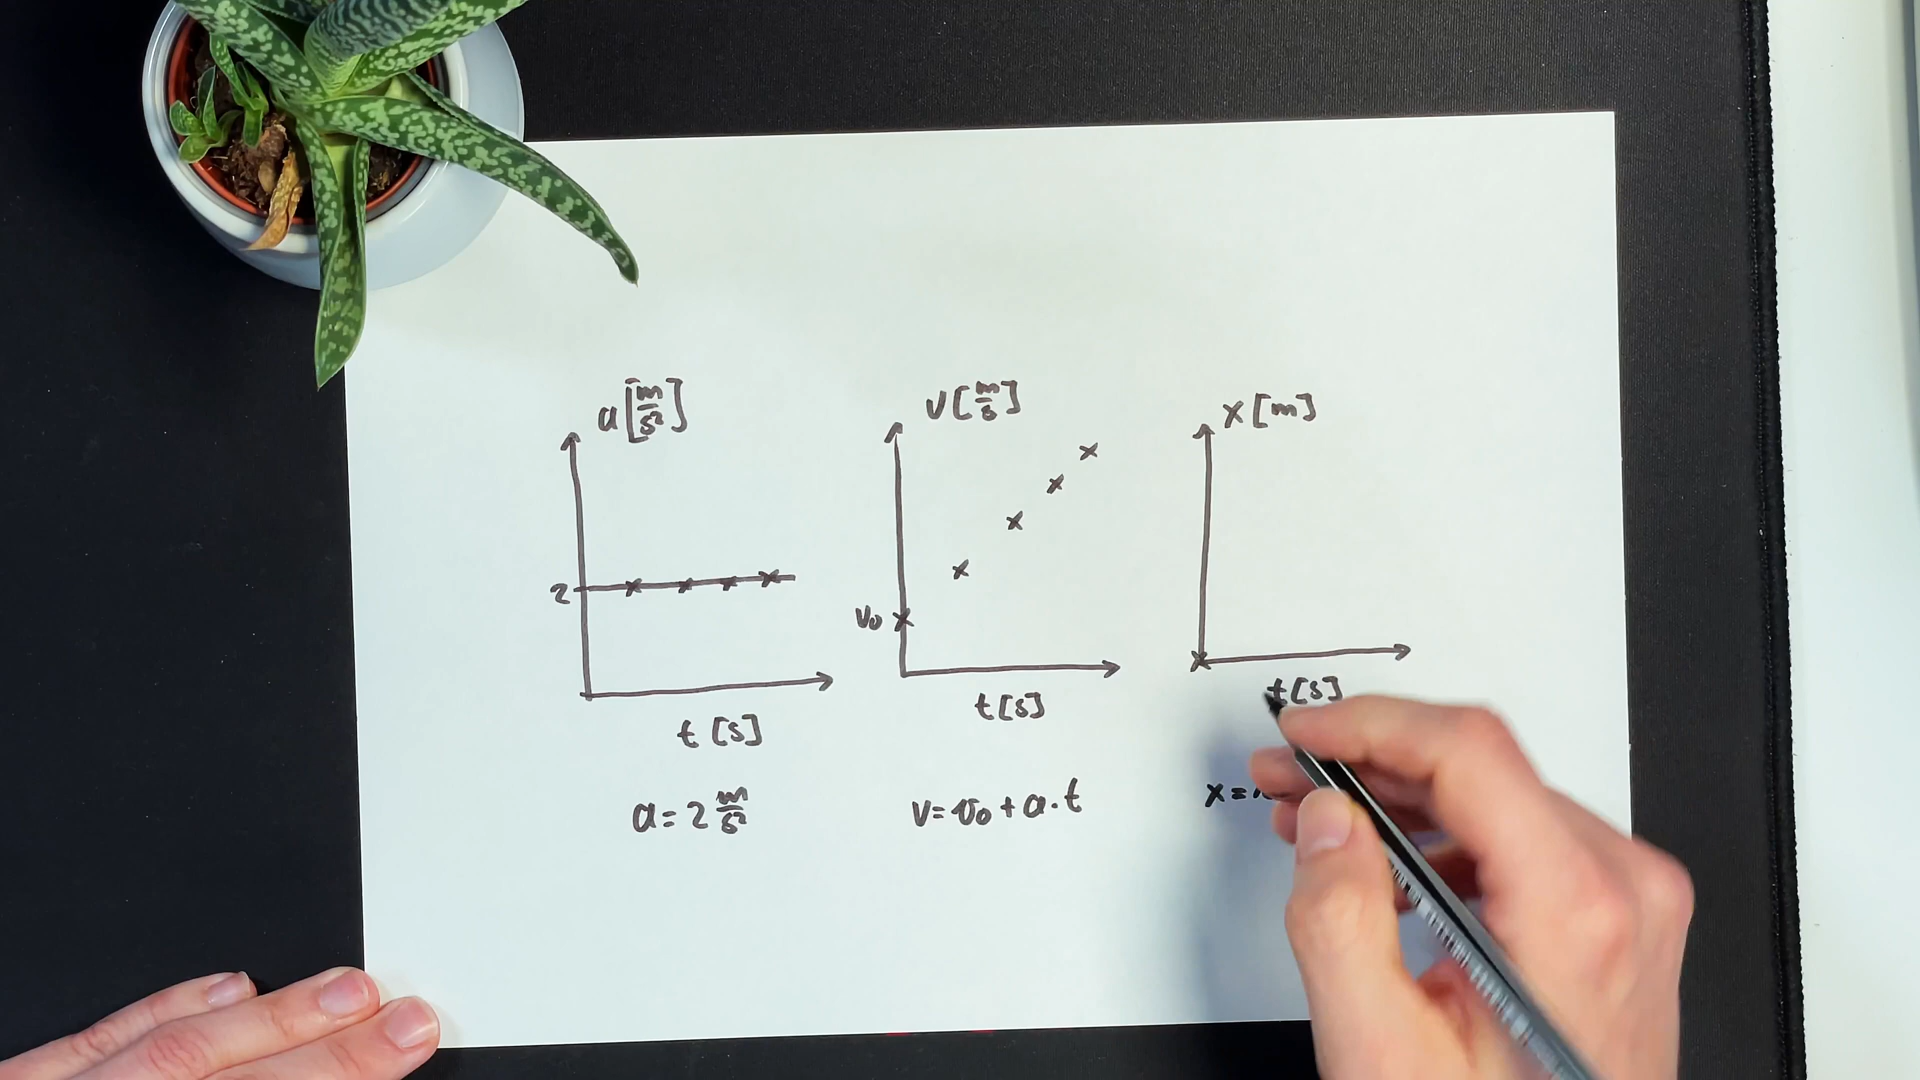 a [m/s²]
v [m/s]
x [m]
2
v₀
t [s]
t [s]
t [s]
a = 2 m/s²
v = v₀ + a · t
x =